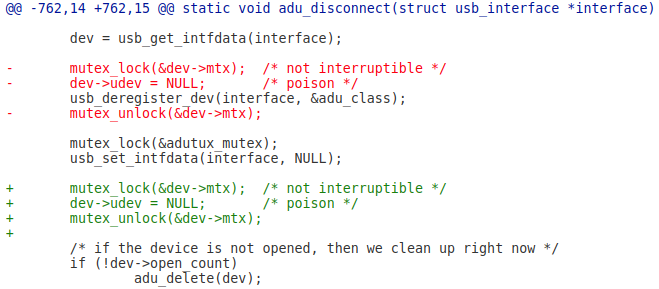 @@ -762,14 +762,15 @@ static void adu_disconnect(struct usb_interface *interface)

        dev = usb_get_intfdata(interface);

-       mutex_lock(&dev->mtx);  /* not interruptible */
-       dev->udev = NULL;       /* poison */
        usb_deregister_dev(interface, &adu_class);
-       mutex_unlock(&dev->mtx);

        mutex_lock(&adutux_mutex);
        usb_set_intfdata(interface, NULL);

+       mutex_lock(&dev->mtx);  /* not interruptible */
+       dev->udev = NULL;       /* poison */
+       mutex_unlock(&dev->mtx);
+
        /* if the device is not opened, then we clean up right now */
        if (!dev->open_count)
                adu_delete(dev);